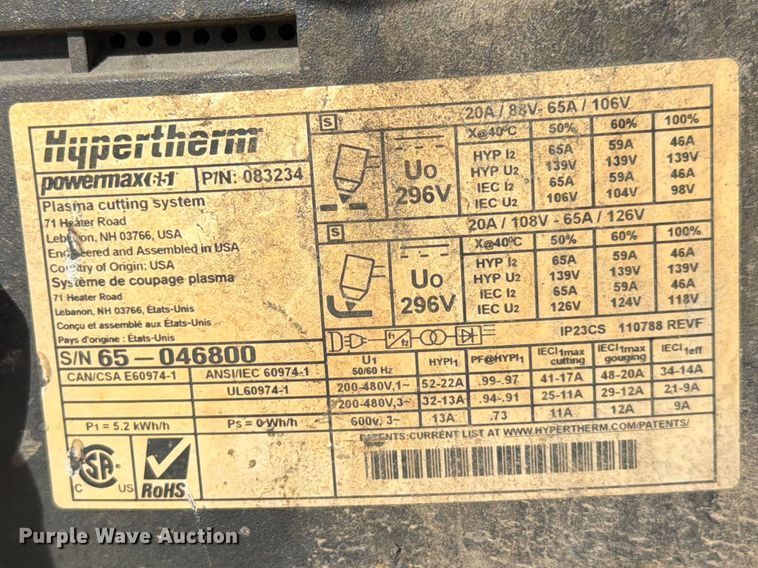 Hypertherm
powermax65 P/N: 083234
Plasma cutting system
71 Heater Road
Lebanon, NH 03766, USA
Engineered and Assembled in USA
Country of Origin: USA
Système de coupage plasma
71 Heater Road
Lebanon, NH 03766, États-Unis
Conçu et assemblé aux États-Unis
Pays d'origine : États-Unis
S/N 65-046800
CAN/CSA E60974-1 ANSI/IEC 60974-1
UL60974-1
P1 = 5.2 kWh/h Ps = 0 Wh/h
CSA
C US
RoHS
S 20A / 88V- 65A / 106V
X@40°C 50% 60% 100%
U0 296V
HYP I2 65A 59A 46A
HYP U2 139V 139V 139V
IEC I2 65A 59A 46A
IEC U2 106V 104V 98V
S 20A / 108V - 65A / 126V
X@40°C 50% 60% 100%
U0 296V
HYP I2 65A 59A 46A
HYP U2 139V 139V 139V
IEC I2 65A 59A 46A
IEC U2 126V 124V 118V
f1 f2 IP23CS 110788 REVF
U1 50/60 Hz HYPI1 PF@HYPI1 IECI1max cutting IECI1max gouging IECI1eff
200-480V,1~ 52-22A .99-.97 41-17A 48-20A 34-14A
200-480V,3~ 32-13A .94-.91 25-11A 29-12A 21-9A
600v, 3~ 13A .73 11A 12A 9A
PATENTS:CURRENT LIST AT WWW.HYPERTHERM.COM/PATENTS/
Purple Wave Auction